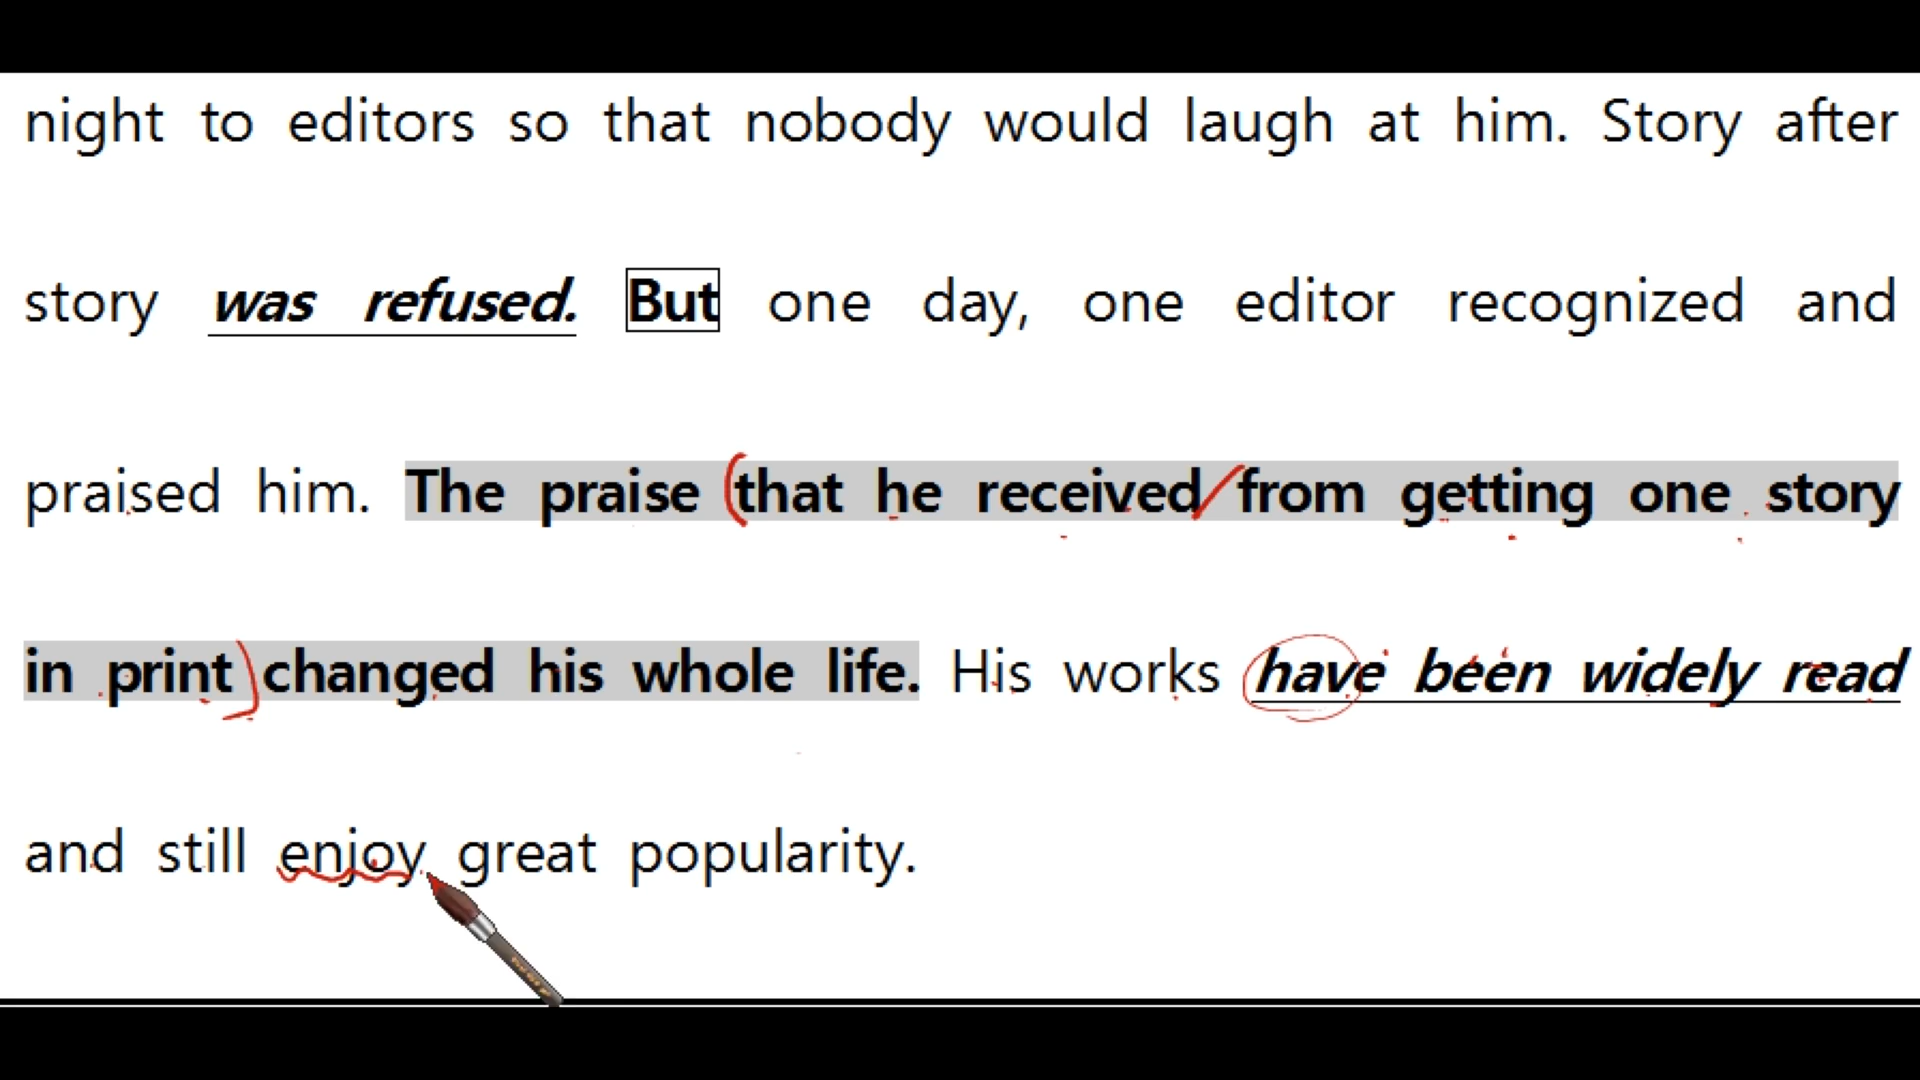 night to editors so that nobody would laugh at him. Story after
story was refused. But one day, one editor recognized and
praised him. The praise that he received from getting one story
in print changed his whole life. His works have been widely read
and still enjoy great popularity.